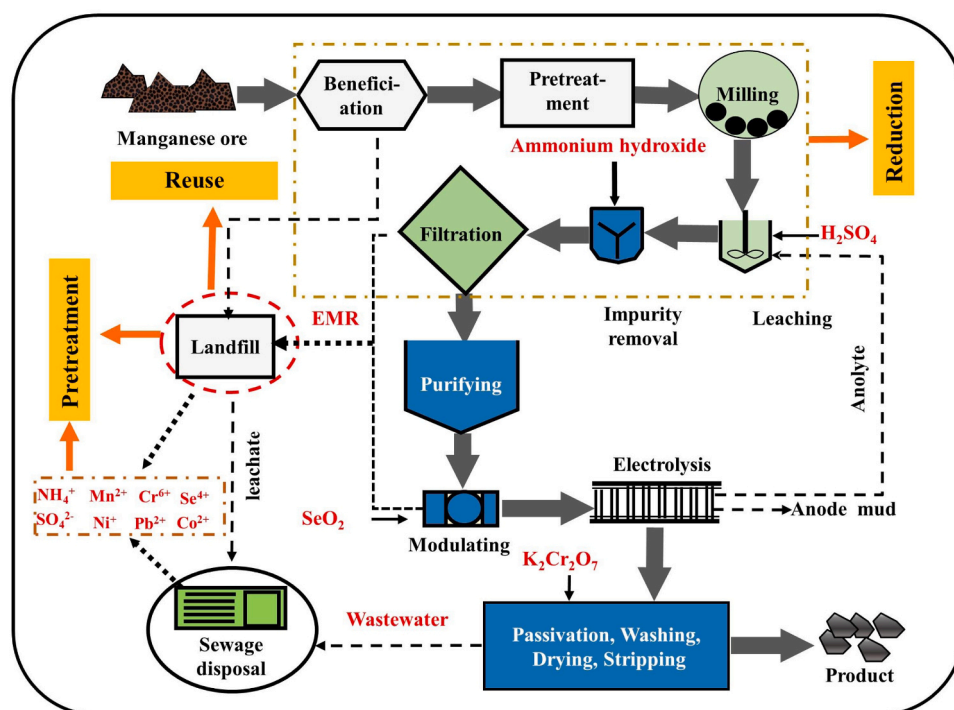 Benefici-
ation
Pretreat-
ment
Milling
Manganese ore
Reduction
Ammonium hydroxide
Reuse
Filtration
H₂SO₄
EMR
Impurity
removal
Leaching
Landfill
Pretreatment
Purifying
Anolyte
leachate
Electrolysis
NH₄⁺ Mn²⁺ Cr⁶⁺ Se⁴⁺
SO₄²⁻ Ni⁺ Pb²⁺ Co²⁺
SeO₂
Modulating
Anode mud
K₂Cr₂O₇
Wastewater
Passivation, Washing,
Drying, Stripping
Sewage
disposal
Product